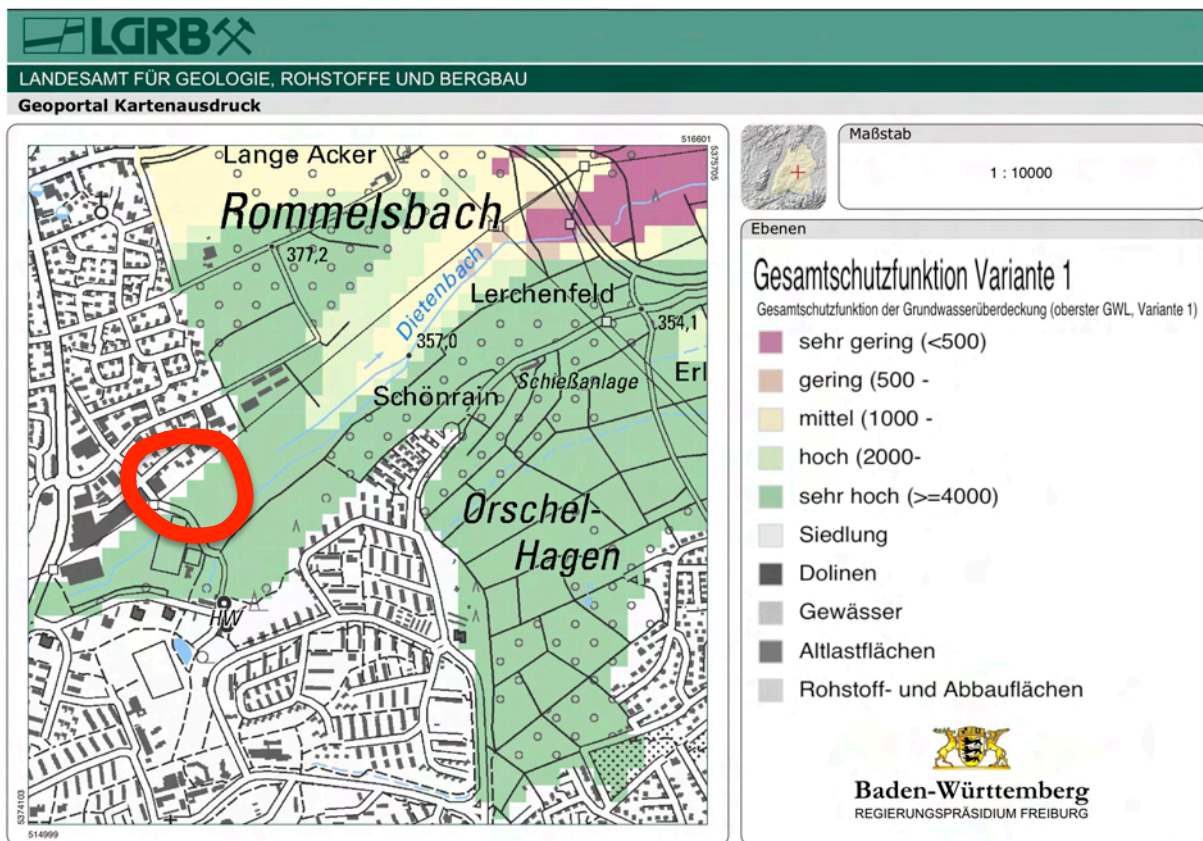 LGRB
LANDESAMT FÜR GEOLOGIE, ROHSTOFFE UND BERGBAU
Geoportal Kartenausdruck
516601
5375705
Lange Acker
Rommelsbach
377,2
Dietenbach
Lerchenfeld
354,1
357,0
Erl
Schießanlage
Schönrain
Orschel-
Hagen
HW
5374103
514999
Maßstab
1 : 10000
Ebenen
Gesamtschutzfunktion Variante 1
Gesamtschutzfunktion der Grundwasserüberdeckung (oberster GWL, Variante 1)
sehr gering (<500)
gering (500 -
mittel (1000 -
hoch (2000-
sehr hoch (>=4000)
Siedlung
Dolinen
Gewässer
Altlastflächen
Rohstoff- und Abbauflächen
Baden-Württemberg
REGIERUNGSPRÄSIDIUM FREIBURG